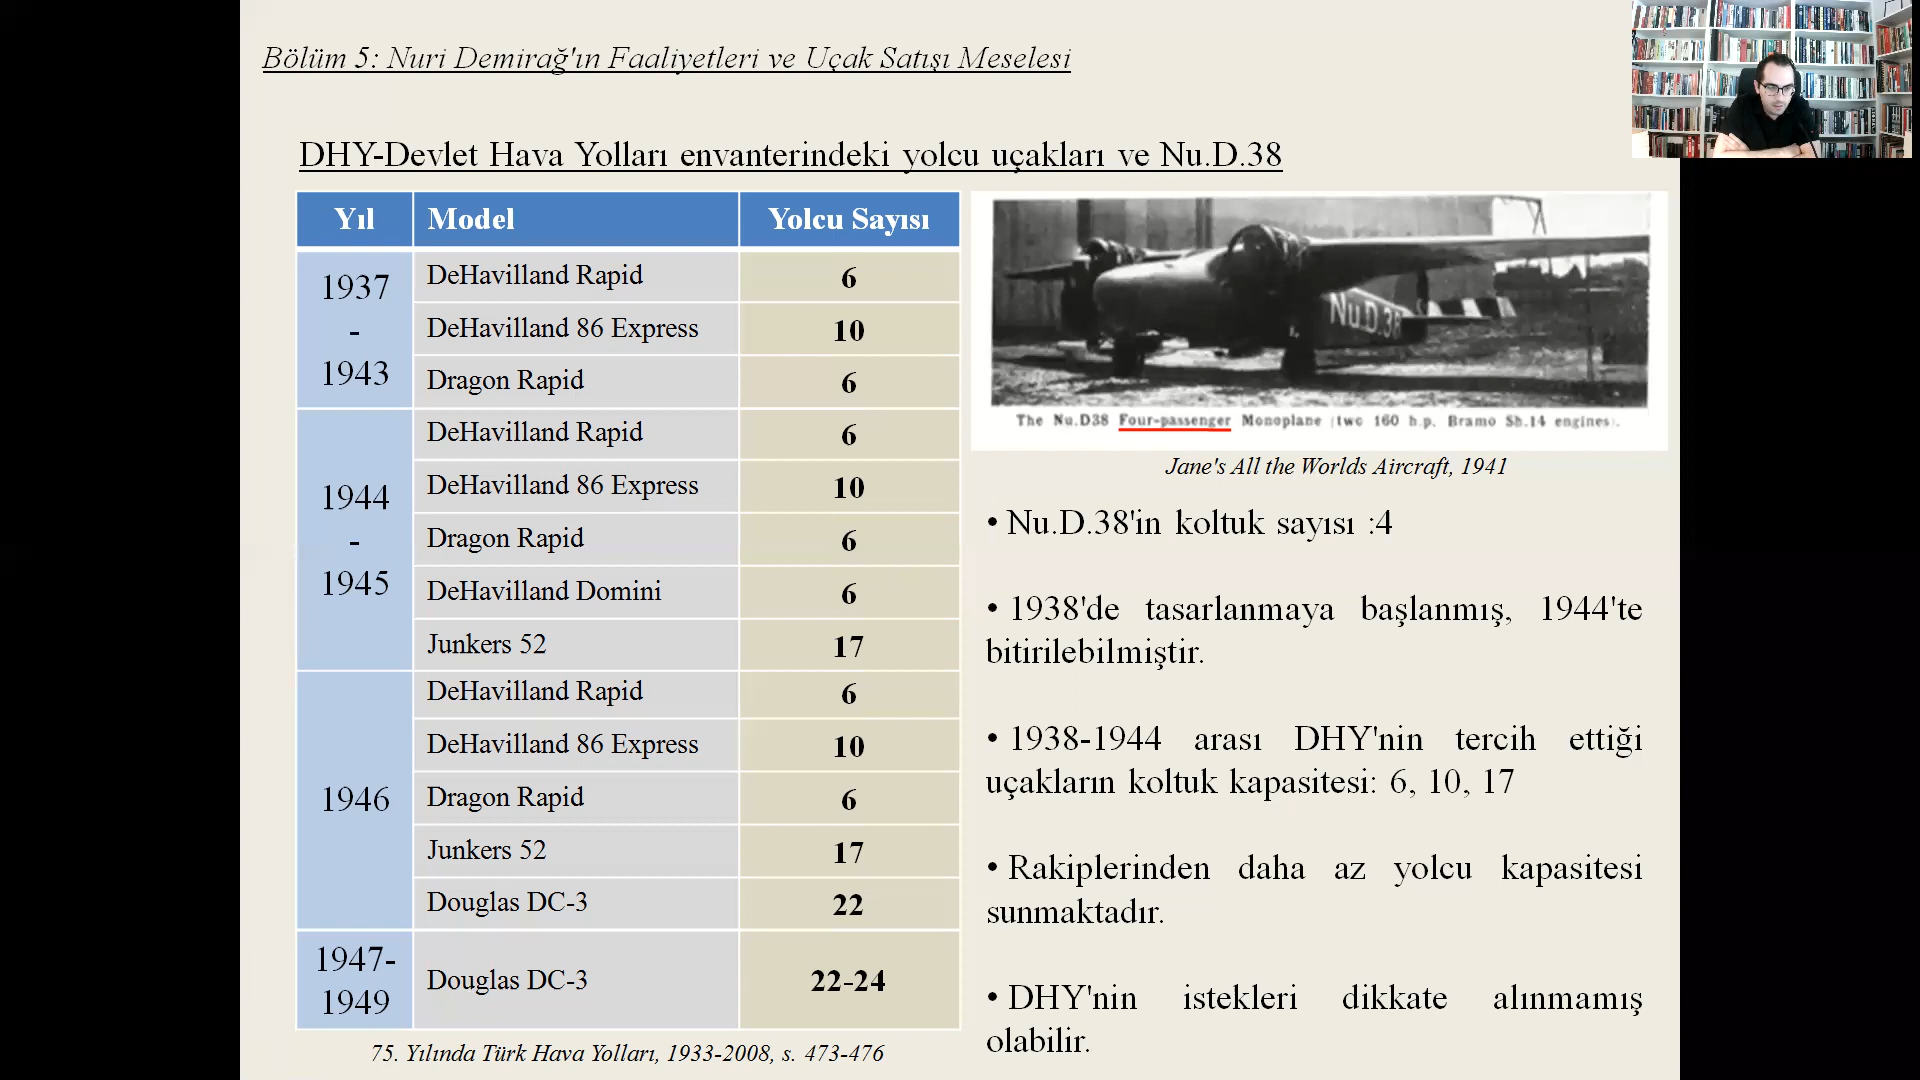 Bölüm 5: Nuri Demirağ'ın Faaliyetleri ve Uçak Satışı Meselesi
DHY-Devlet Hava Yolları envanterindeki yolcu uçakları ve Nu.D.38
Yıl Model Yolcu Sayısı
1937
-
1943
DeHavilland Rapid 6
DeHavilland 86 Express 10
Dragon Rapid 6
1944
-
1945
DeHavilland Rapid 6
DeHavilland 86 Express 10
Dragon Rapid 6
DeHavilland Domini 6
Junkers 52 17
1946
DeHavilland Rapid 6
DeHavilland 86 Express 10
Dragon Rapid 6
Junkers 52 17
Douglas DC-3 22
1947-
1949
Douglas DC-3 22-24
75. Yılında Türk Hava Yolları, 1933-2008, s. 473-476
Nu.D.38
The Nu.D38 Four-passenger Monoplane (two 160 h.p. Bramo Sh.14 engines).
Jane's All the Worlds Aircraft, 1941
• Nu.D.38'in koltuk sayısı :4
• 1938'de tasarlanmaya başlanmış, 1944'te
bitirilebilmiştir.
• 1938-1944 arası DHY'nin tercih ettiği
uçakların koltuk kapasitesi: 6, 10, 17
• Rakiplerinden daha az yolcu kapasitesi
sunmaktadır.
• DHY'nin istekleri dikkate alınmamış
olabilir.